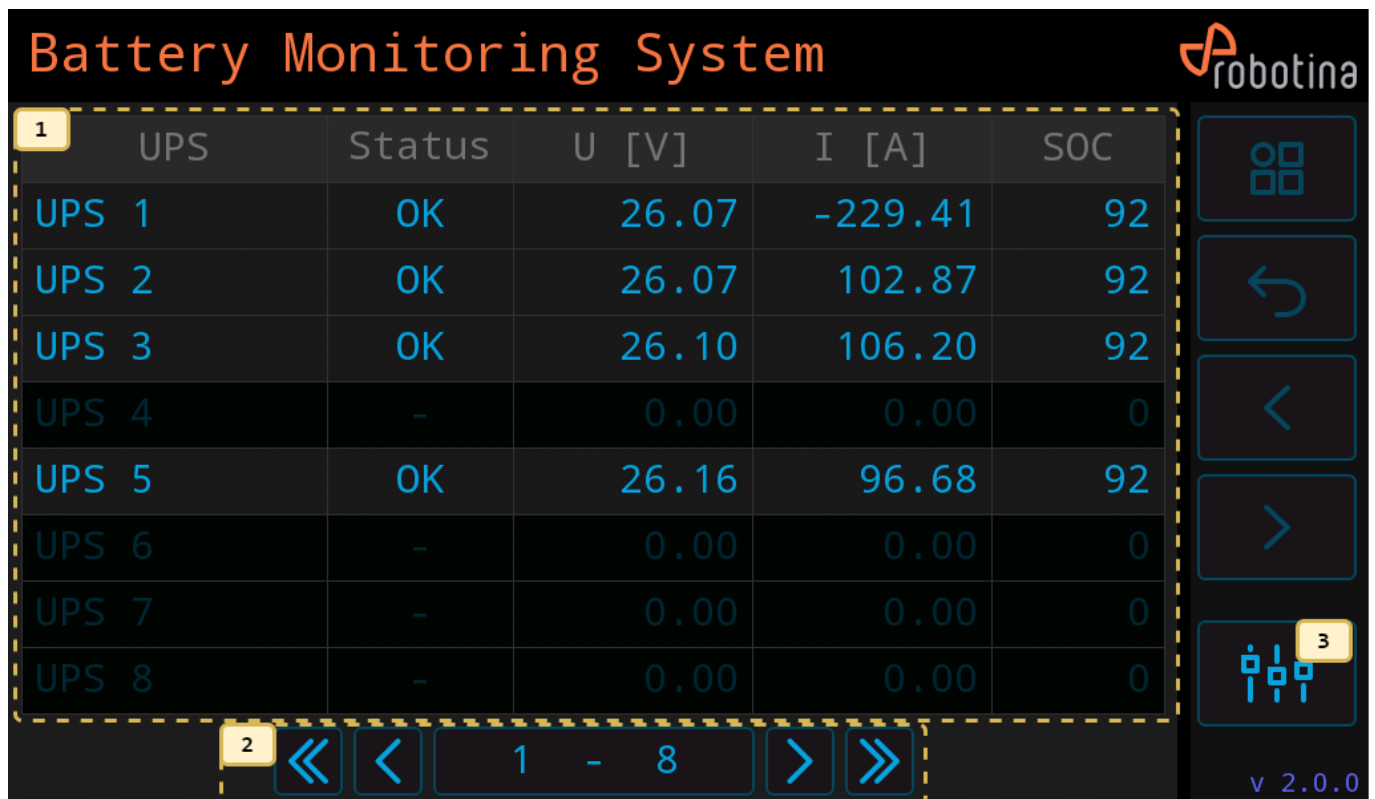 Battery Monitoring System
robotina
1
UPS Status U [V] I [A] SOC
UPS 1 OK 26.07 -229.41 92
UPS 2 OK 26.07 102.87 92
UPS 3 OK 26.10 106.20 92
UPS 4 - 0.00 0.00 0
UPS 5 OK 26.16 96.68 92
UPS 6 - 0.00 0.00 0
UPS 7 - 0.00 0.00 0
UPS 8 - 0.00 0.00 0
3
2
1 - 8
v 2.0.0